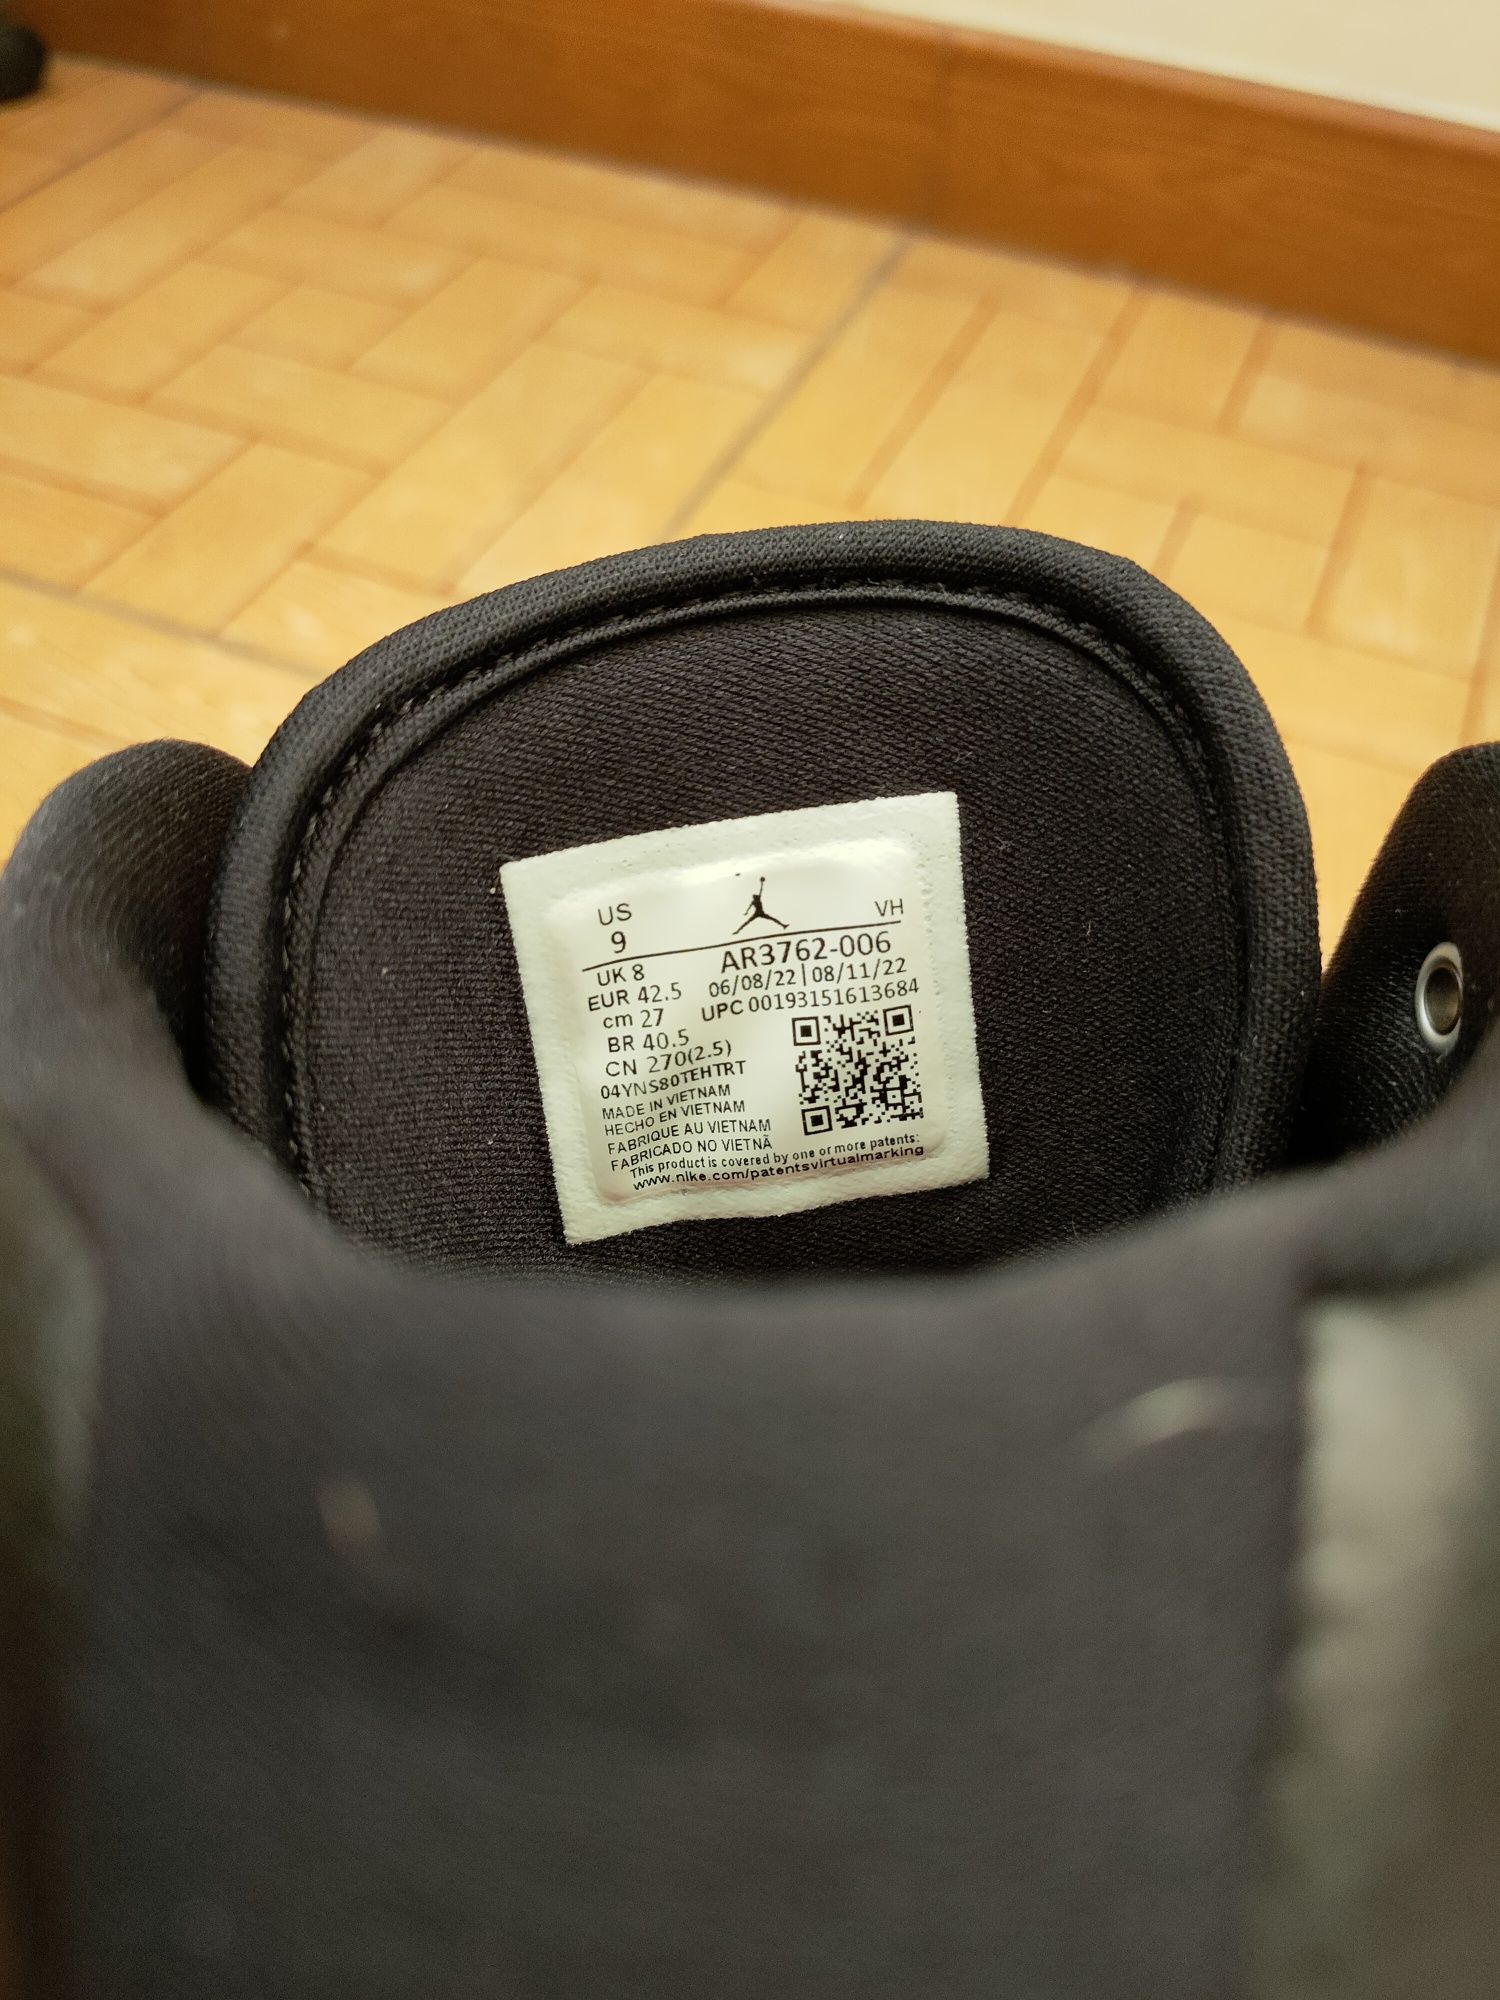 US
9
VH
AR3762-006
UK 8
EUR 42.5
cm 27
BR 40.5
CN 270(2.5)
06/08/22|08/11/22
UPC 00193151613684
04YNS80TEHTRT
MADE IN VIETNAM
HECHO EN VIETNAM
FABRIQUE AU VIETNAM
FABRICADO NO VIETNÃ
This product is covered by one or more patents:
www.nike.com/patentsvirtualmarking